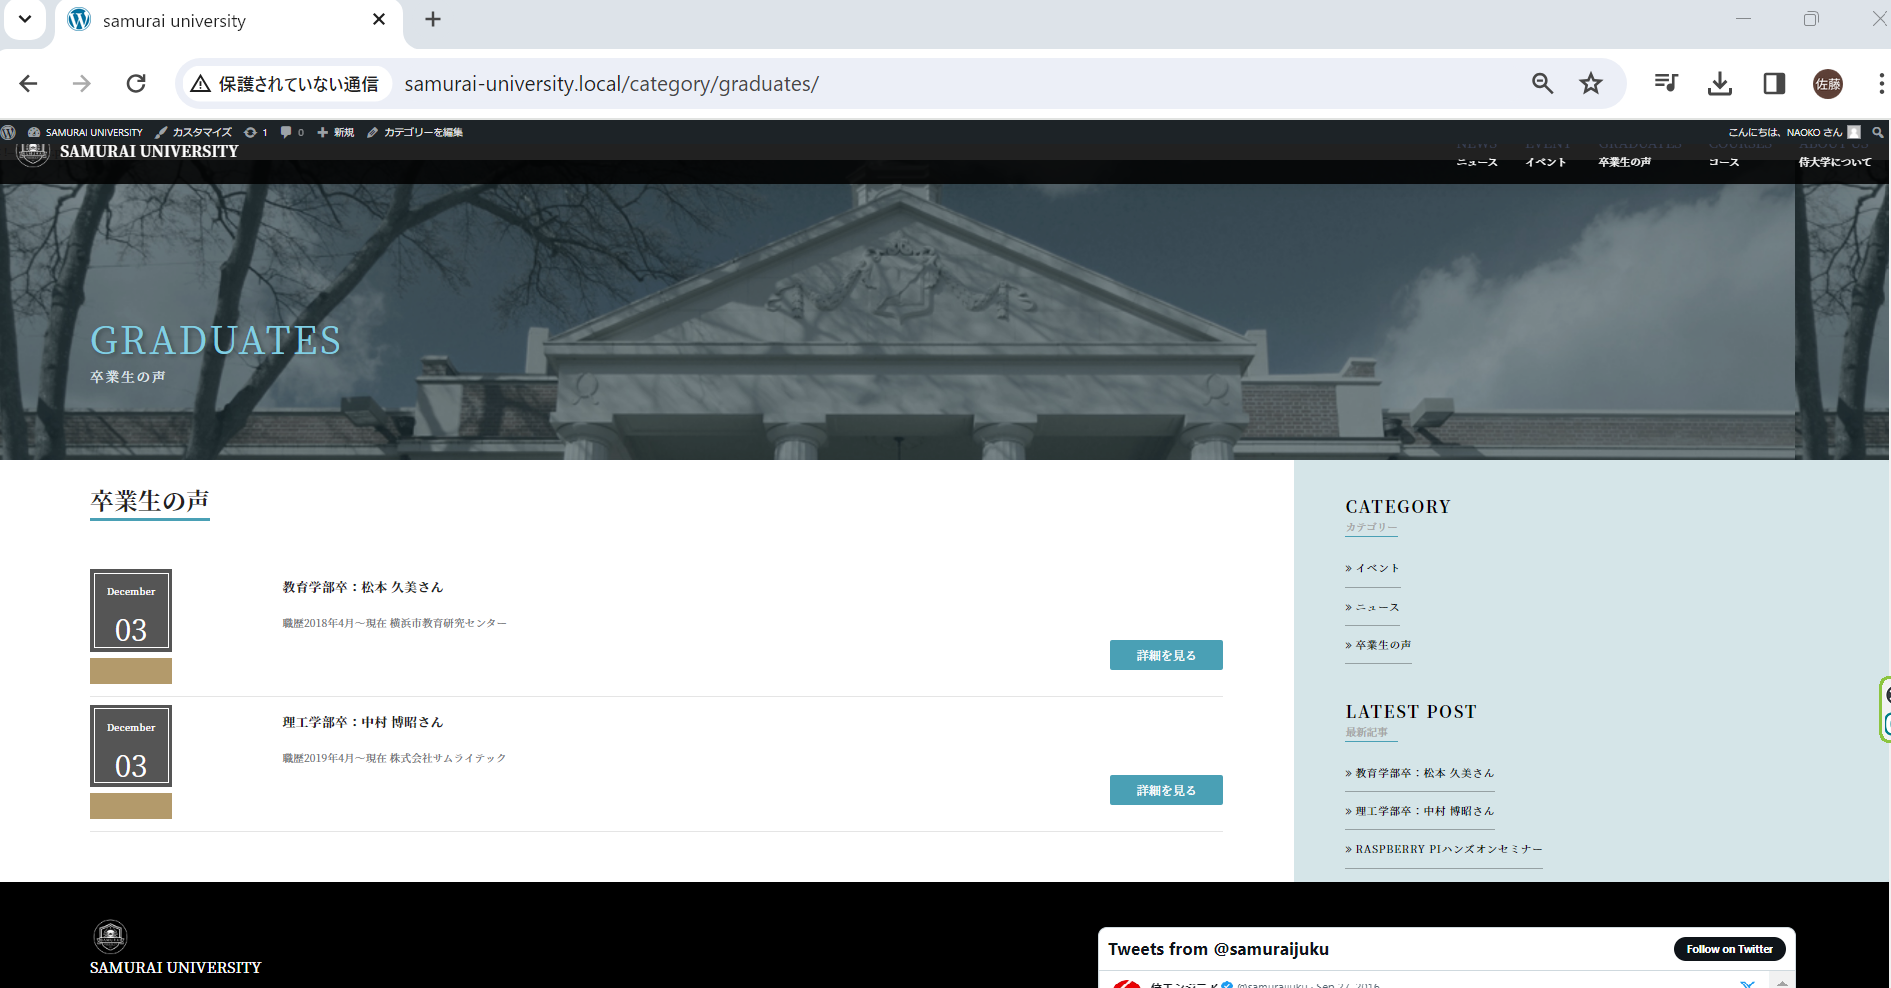 samurai university
保護されていない通信
samurai-university.local/category/graduates/
佐藤
SAMURAI UNIVERSITY
カスタマイズ
1
0
新規
カテゴリーを編集
こんにちは、NAOKO さん
SAMURAI UNIVERSITY
NEWS
EVENT
GRADUATES
COURSES
ABOUT US
ニュース
イベント
卒業生の声
コース
侍大学について
GRADUATES
卒業生の声
卒業生の声
December
03
教育学部卒：松本 久美さん
職歴2018年4月～現在 横浜市教育研究センター
詳細を見る
December
03
理工学部卒：中村 博昭さん
職歴2019年4月～現在 株式会社サムライテック
詳細を見る
CATEGORY
カテゴリー
» イベント
» ニュース
» 卒業生の声
LATEST POST
最新記事
» 教育学部卒：松本 久美さん
» 理工学部卒：中村 博昭さん
» RASPBERRY PIハンズオンセミナー
SAMURAI UNIVERSITY
Tweets from @samuraijuku
Follow on Twitter
@samuraijuku · Sep 27, 2016